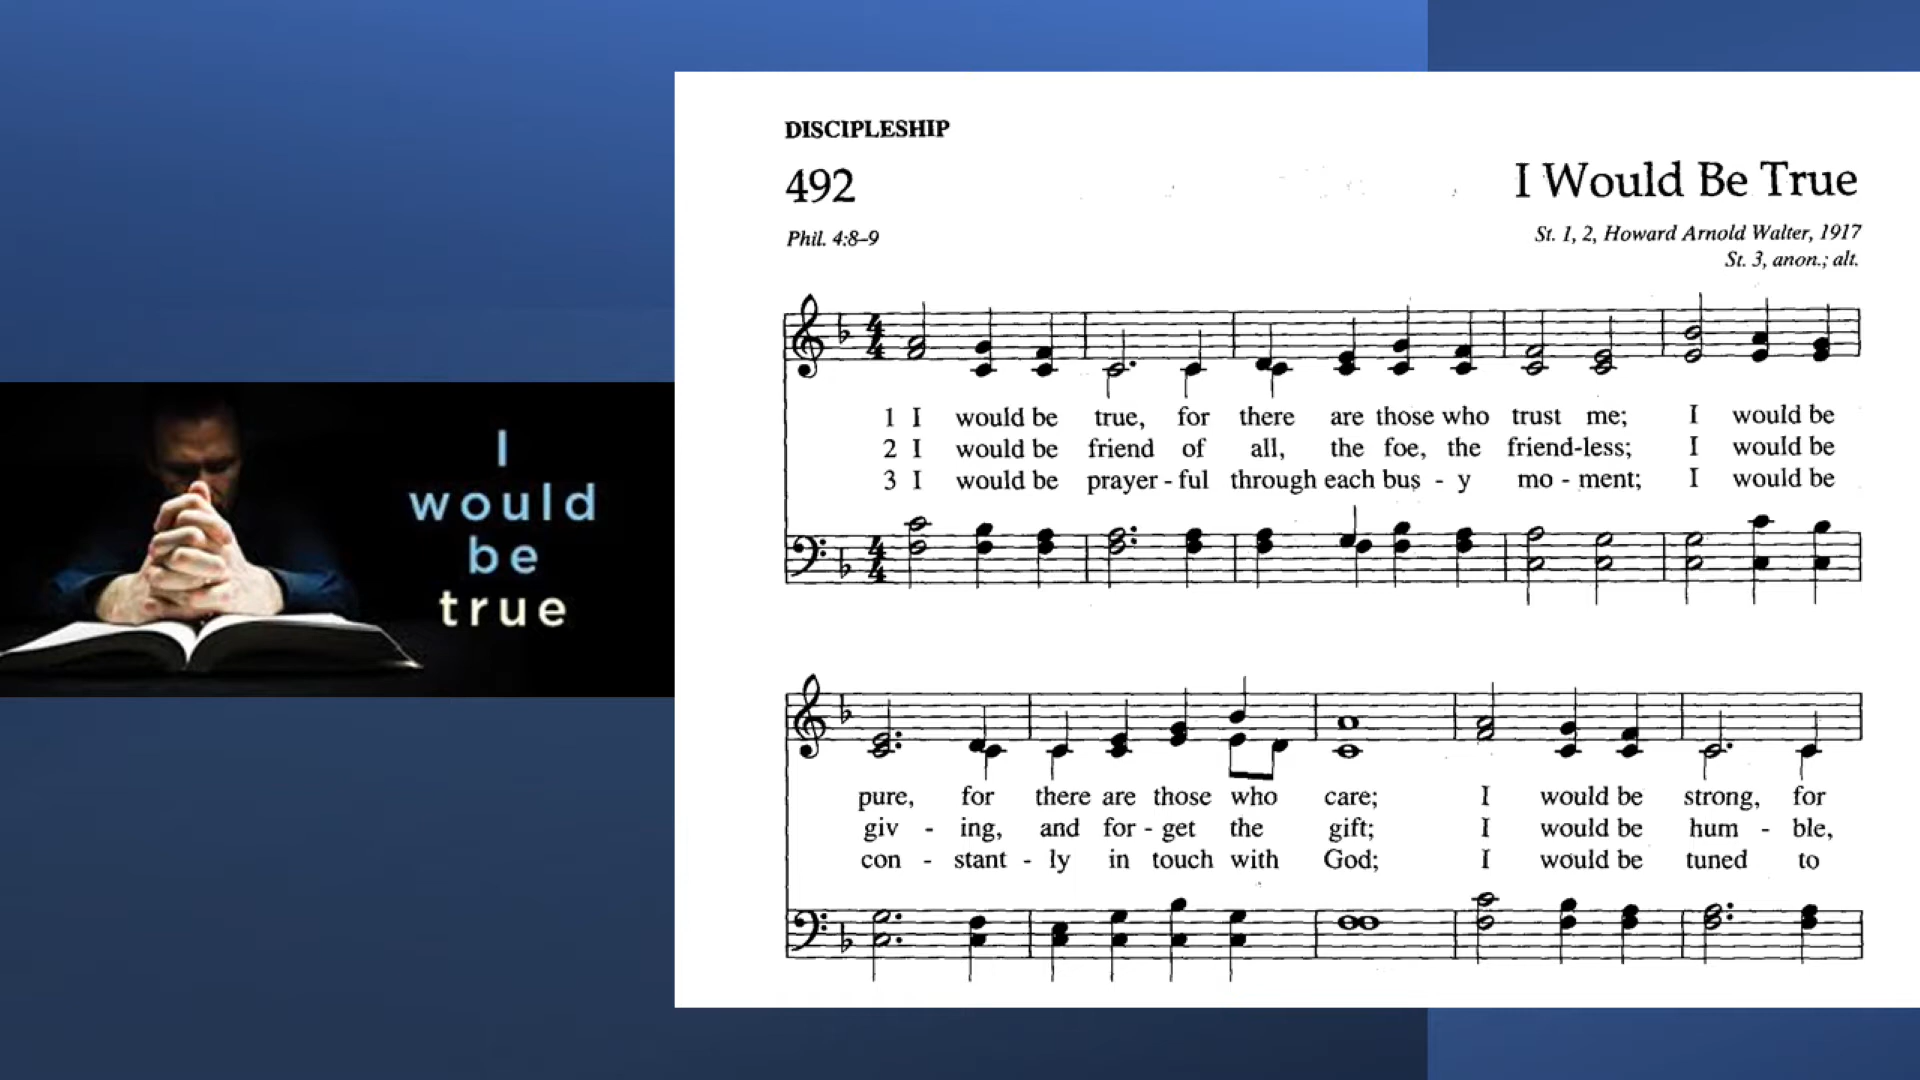 I
would
be
true
DISCIPLESHIP
492
I Would Be True
Phil. 4:8–9
St. 1, 2, Howard Arnold Walter, 1917
St. 3, anon.; alt.
4
4
1 I would be true, for there are those who trust me; I would be
2 I would be friend of all, the foe, the friend-less; I would be
3 I would be prayer - ful through each bus - y mo - ment; I would be
4
4
pure, for there are those who care; I would be strong, for
giv - ing, and for - get the gift; I would be hum - ble,
con - stant - ly in touch with God; I would be tuned to